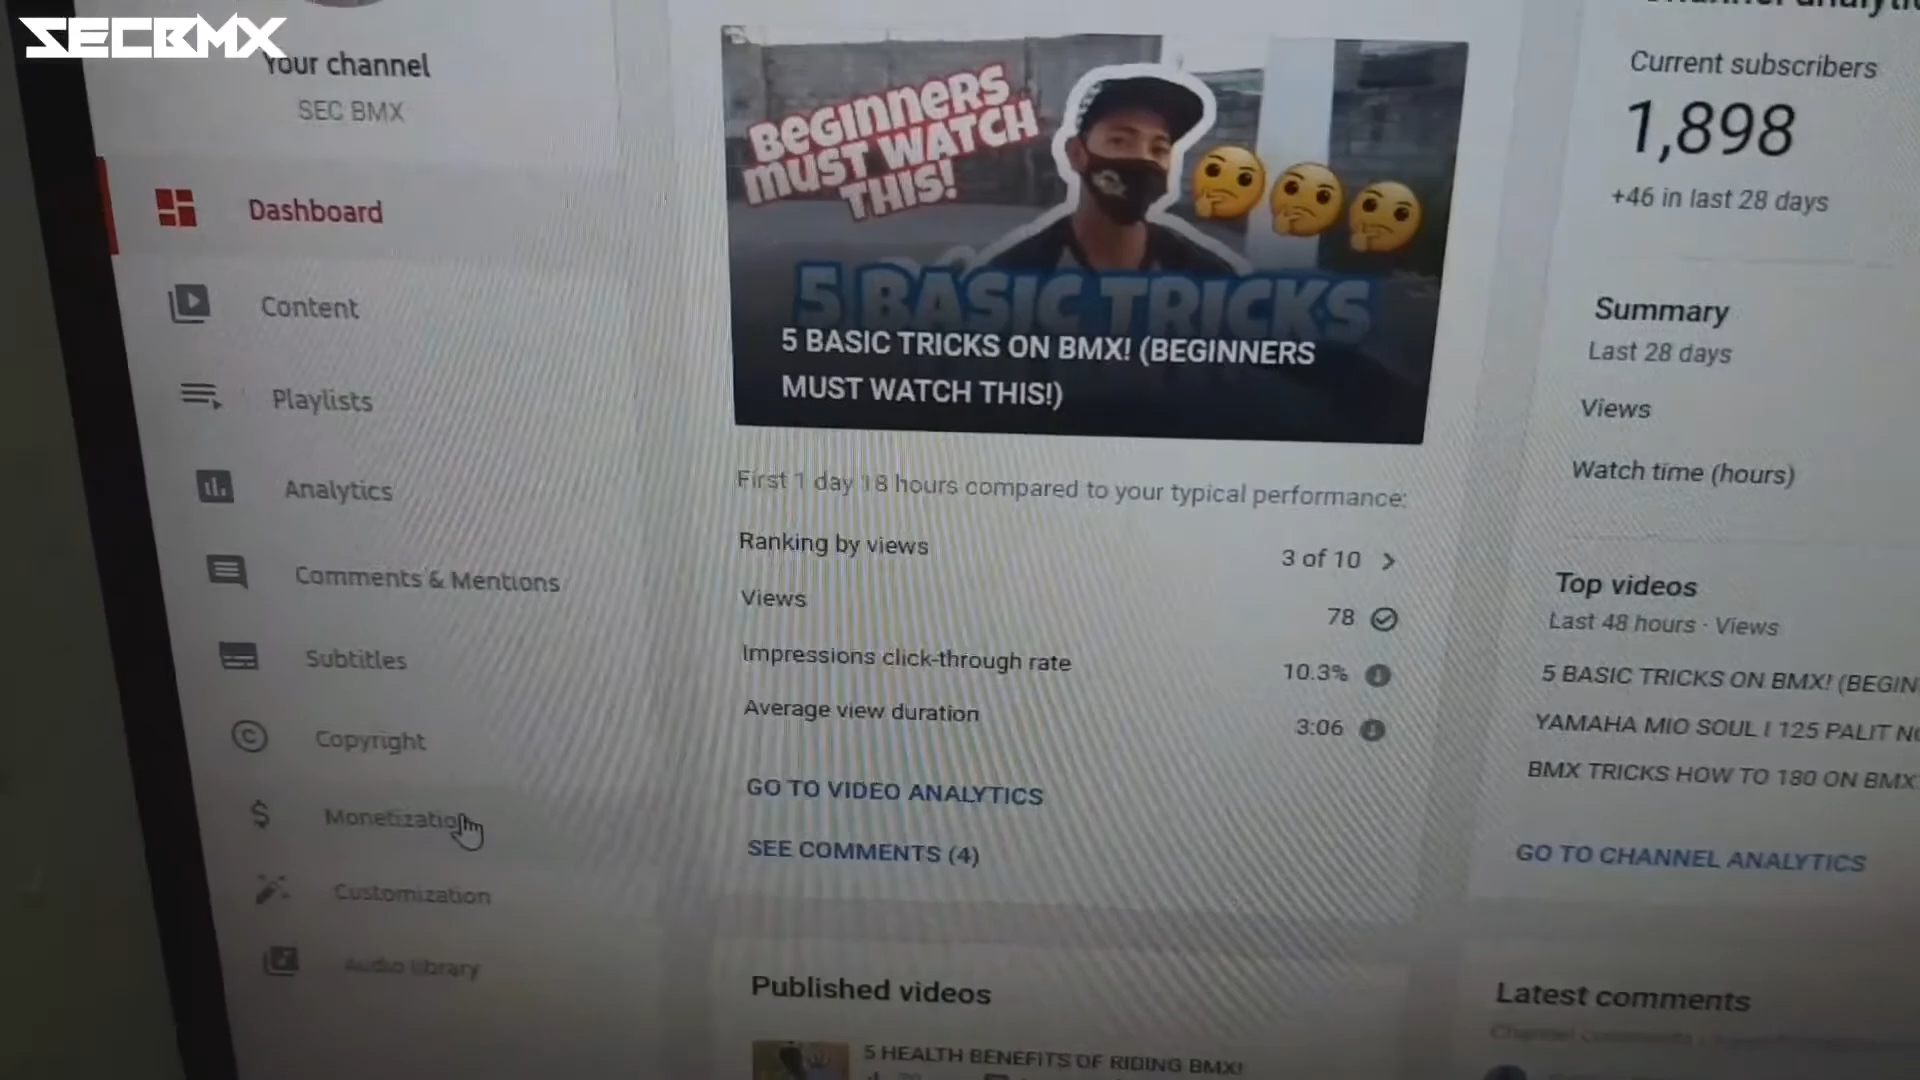 SECBMX
Your channel
SEC BMX
Dashboard
Content
Playlists
Analytics
Comments & Mentions
Subtitles
Copyright
Monetization
Customization
Audio library
BEGINNERS
MUST WATCH
THIS!
5 BASIC TRICKS
5 BASIC TRICKS ON BMX! (BEGINNERS
MUST WATCH THIS!)
First 1 day 18 hours compared to your typical performance:
Ranking by views 3 of 10
Views 78
Impressions click-through rate 10.3%
Average view duration 3:06
GO TO VIDEO ANALYTICS
SEE COMMENTS (4)
Published videos
5 HEALTH BENEFITS OF RIDING BMX!
Current subscribers
1,898
+46 in last 28 days
Summary
Last 28 days
Views
Watch time (hours)
Top videos
Last 48 hours · Views
5 BASIC TRICKS ON BMX! (BEGIN
YAMAHA MIO SOUL I 125 PALIT
BMX TRICKS HOW TO 180 ON BMX
GO TO CHANNEL ANALYTICS
Latest comments